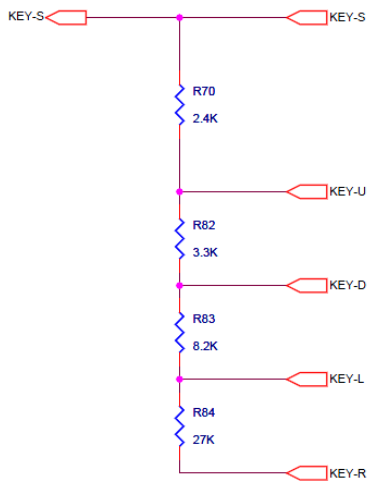 KEY-S
KEY-S
R70
2.4K
KEY-U
R82
3.3K
KEY-D
R83
8.2K
KEY-L
R84
27K
KEY-R